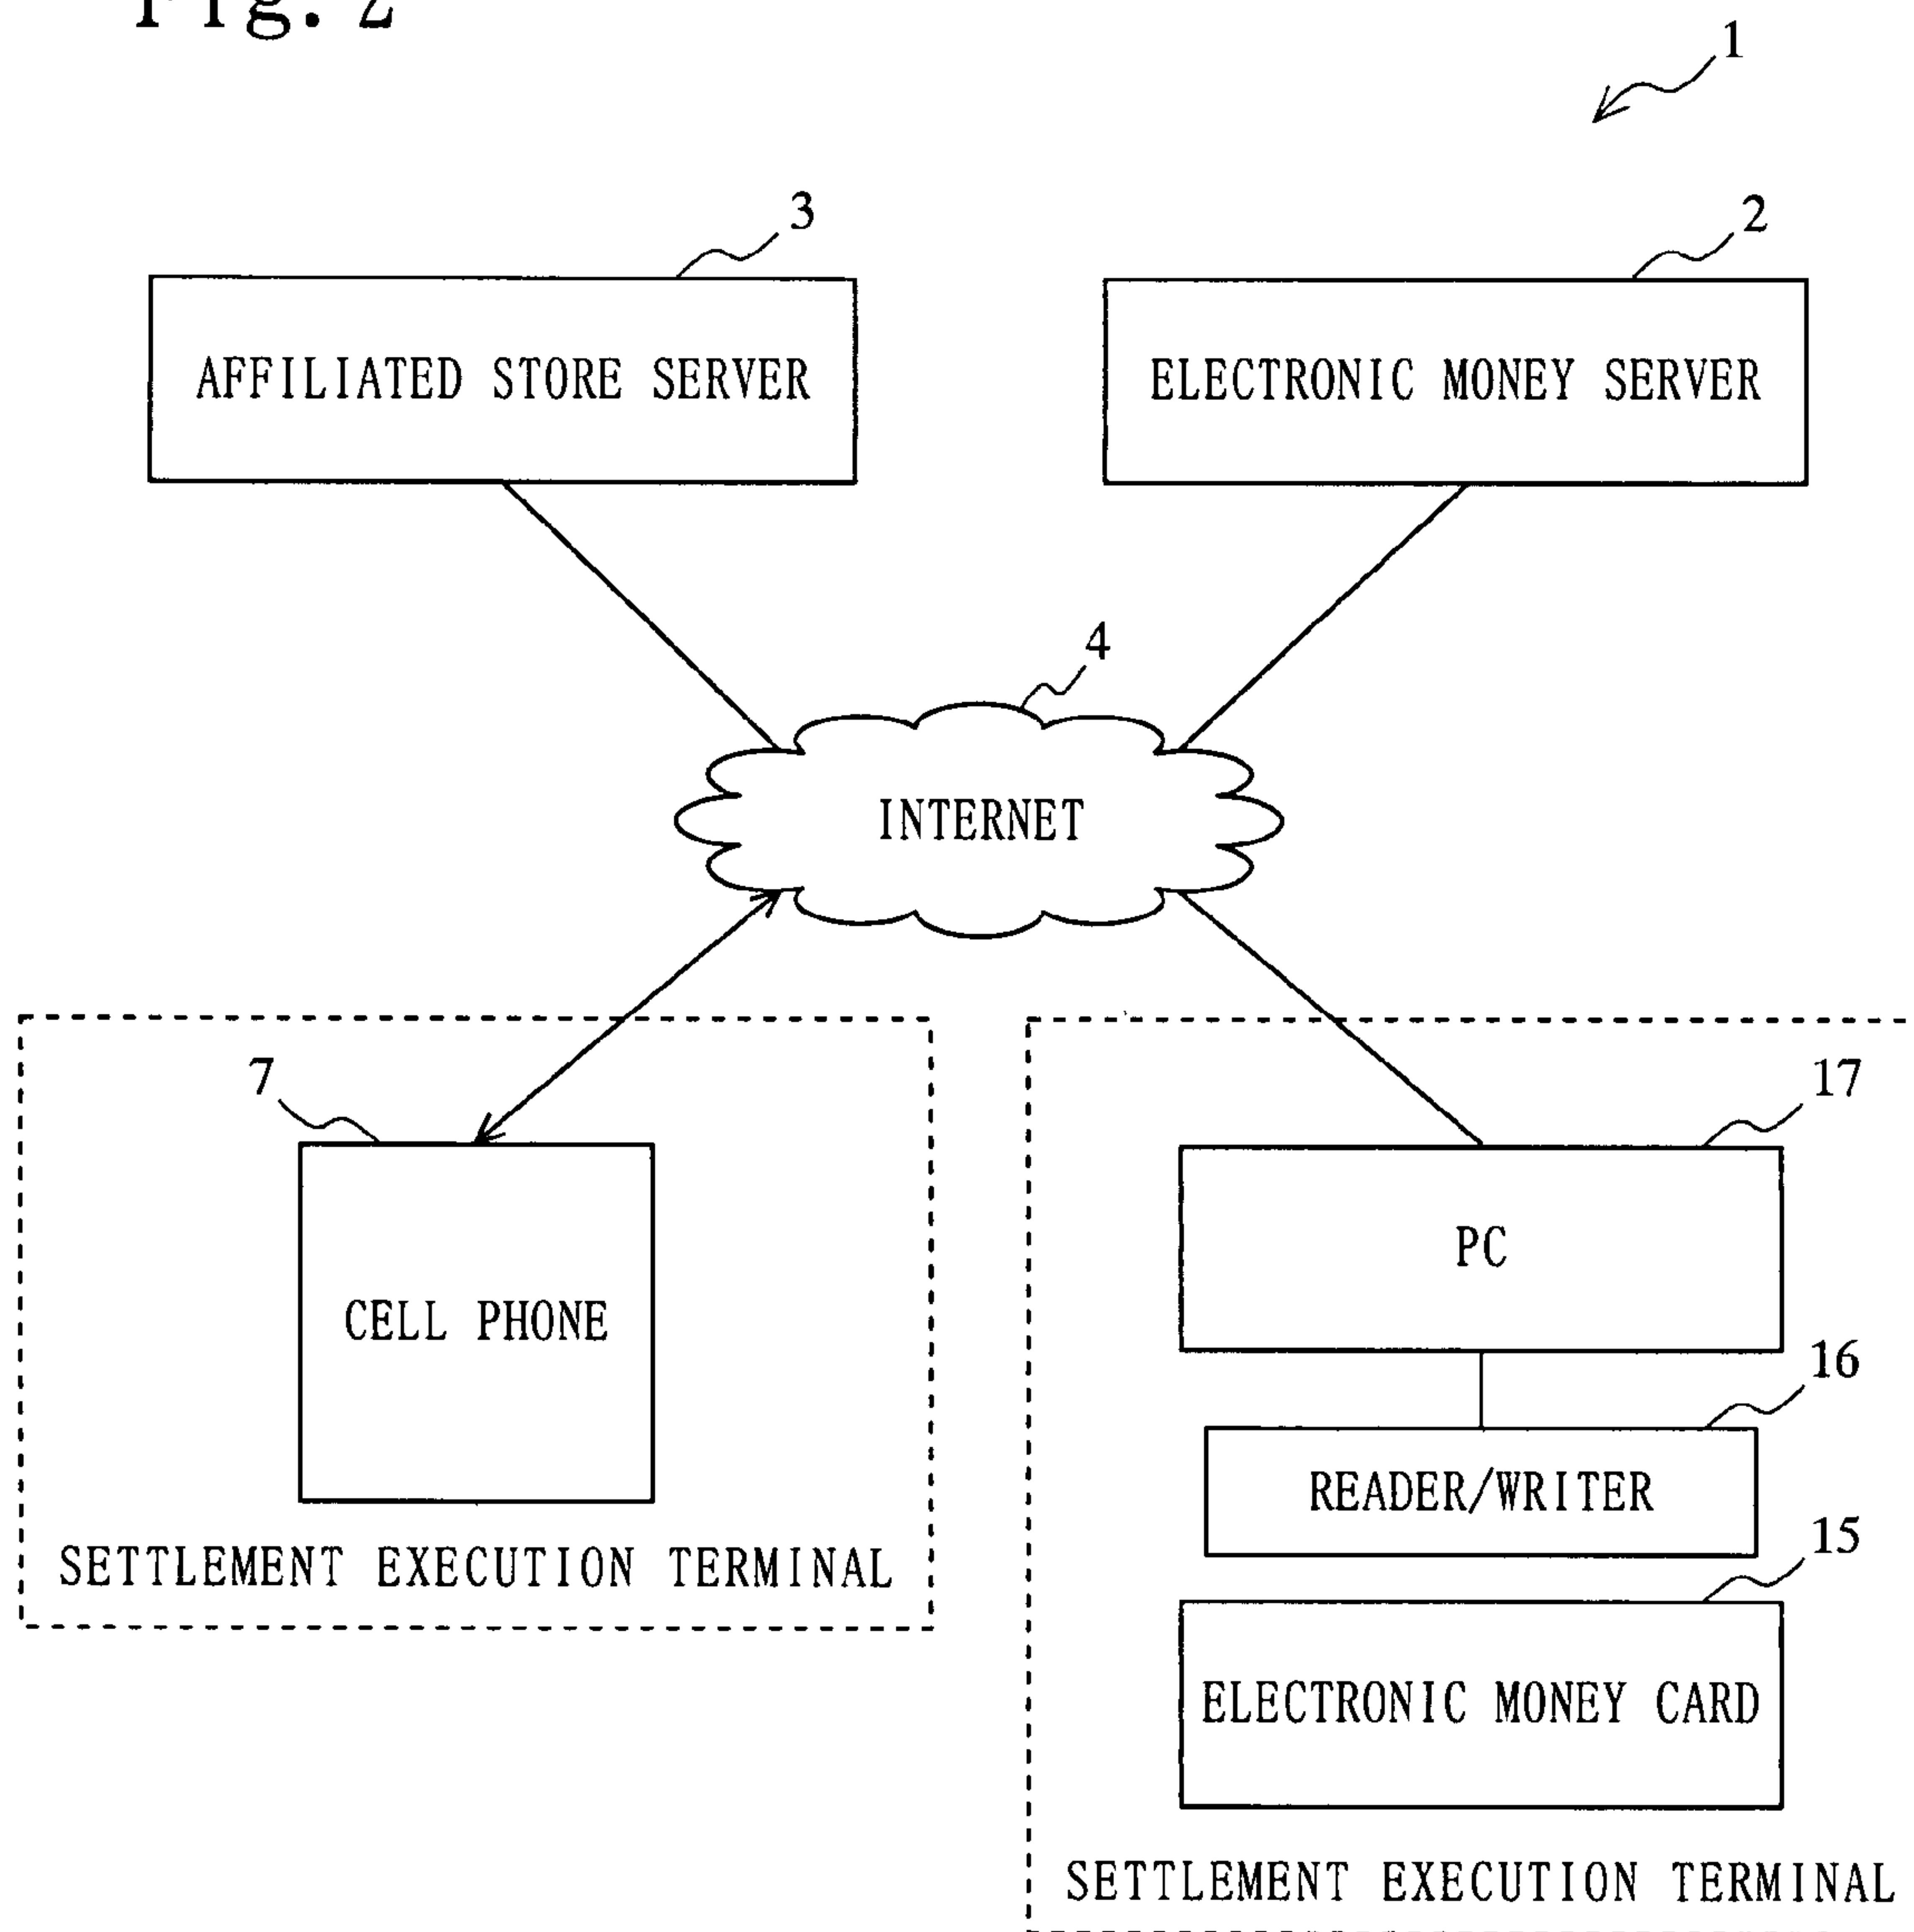 Fig. 2
1
3
2
AFFILIATED STORE SERVER
ELECTRONIC MONEY SERVER
4
INTERNET
7
17
PC
CELL PHONE
16
READER/WRITER
15
SETTLEMENT EXECUTION TERMINAL
ELECTRONIC MONEY CARD
SETTLEMENT EXECUTION TERMINAL